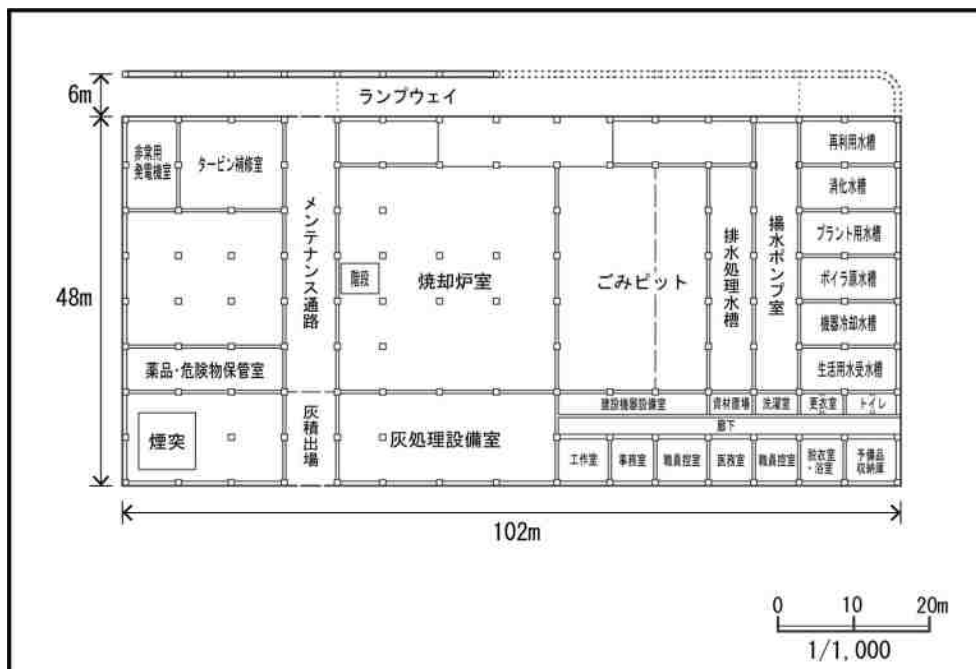 6m
ランプウェイ
48m
非常用
発電機室
タービン補修室
メンテナンス通路
階段
焼却炉室
ごみピット
排水処理水槽
揚水ポンプ室
再利用水槽
消化水槽
プラント用水槽
ボイラ原水槽
機器冷却水槽
生活用水受水槽
薬品・危険物保管室
煙突
灰積出場
灰処理設備室
建設機器設備室
資材置場
洗濯室
更衣室
トイレ
廊下
工作室
事務室
職員控室
医務室
職員控室
脱衣室
・浴室
予備品
収納庫
102m
0 10 20m
1/1,000